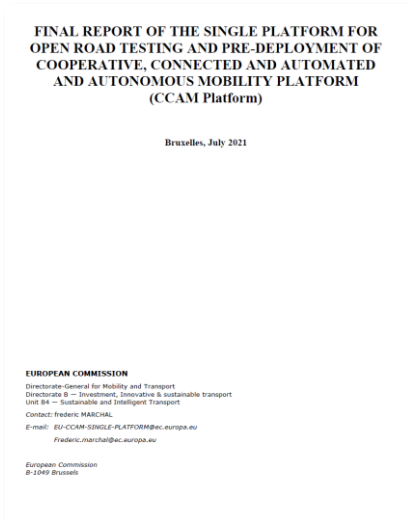 FINAL REPORT OF THE SINGLE PLATFORM FOR
OPEN ROAD TESTING AND PRE-DEPLOYMENT OF
COOPERATIVE, CONNECTED AND AUTOMATED
AND AUTONOMOUS MOBILITY PLATFORM
(CCAM Platform)
Bruxelles, July 2021
EUROPEAN COMMISSION
Directorate-General for Mobility and Transport
Directorate B — Investment, Innovative & sustainable transport
Unit B4 — Sustainable and Intelligent Transport
Contact: frederic MARCHAL
E-mail: EU-CCAM-SINGLE-PLATFORM@ec.europa.eu
Frederic.marchal@ec.europa.eu
European Commission
B-1049 Brussels